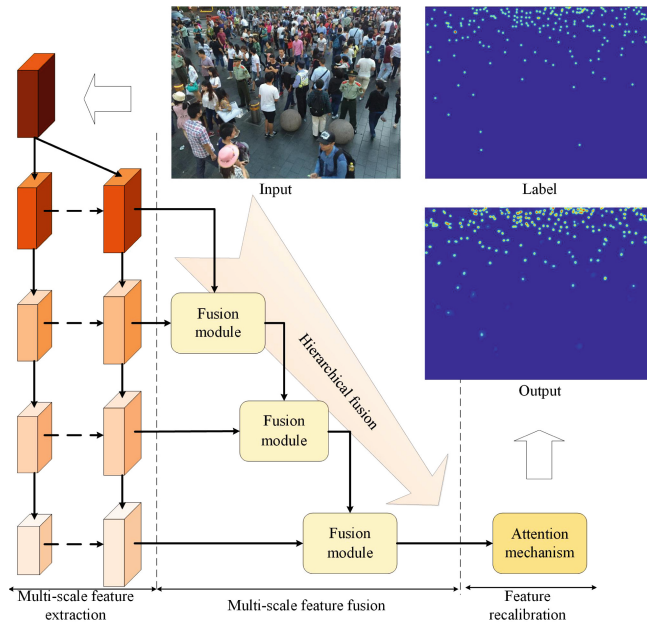 Input
Label
Output
Fusion
module
Fusion
module
Fusion
module
Hierarchical fusion
Attention
mechanism
Multi-scale feature
extraction
Multi-scale feature fusion
Feature
recalibration